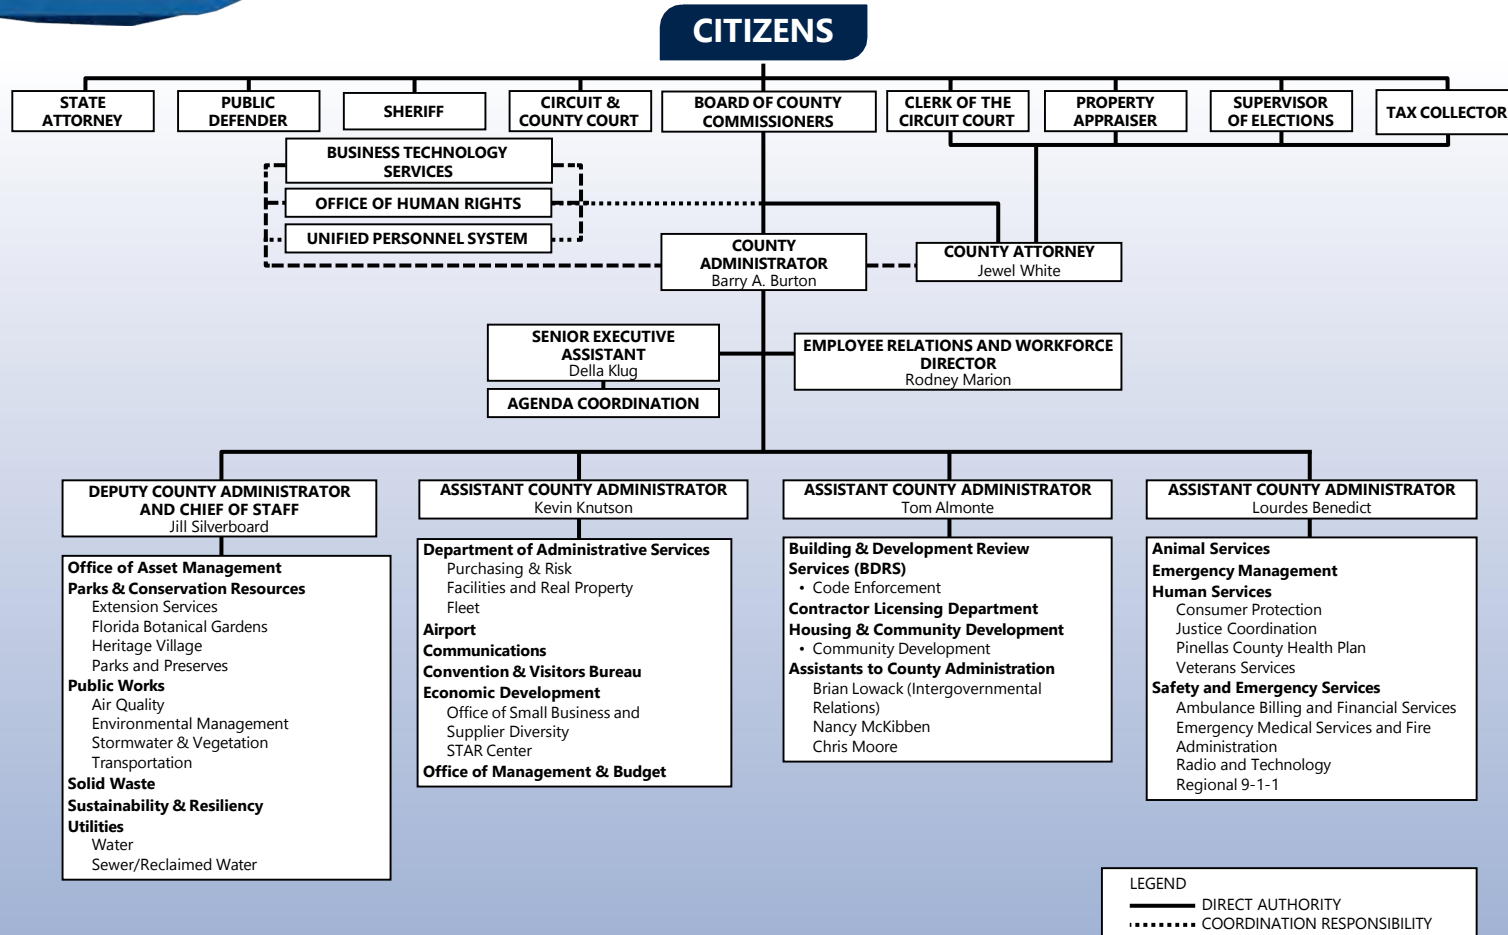 CITIZENS
STATE
ATTORNEY
PUBLIC
DEFENDER
SHERIFF
CIRCUIT &
COUNTY COURT
BOARD OF COUNTY
COMMISSIONERS
CLERK OF THE
CIRCUIT COURT
PROPERTY
APPRAISER
SUPERVISOR
OF ELECTIONS
TAX COLLECTOR
BUSINESS TECHNOLOGY
SERVICES
OFFICE OF HUMAN RIGHTS
UNIFIED PERSONNEL SYSTEM
COUNTY
ADMINISTRATOR
Barry A. Burton
COUNTY ATTORNEY
Jewel White
SENIOR EXECUTIVE
ASSISTANT
Della Klug
AGENDA COORDINATION
EMPLOYEE RELATIONS AND WORKFORCE
DIRECTOR
Rodney Marion
DEPUTY COUNTY ADMINISTRATOR
AND CHIEF OF STAFF
Jill Silverboard
Office of Asset Management
Parks & Conservation Resources
Extension Services
Florida Botanical Gardens
Heritage Village
Parks and Preserves
Public Works
Air Quality
Environmental Management
Stormwater & Vegetation
Transportation
Solid Waste
Sustainability & Resiliency
Utilities
Water
Sewer/Reclaimed Water
ASSISTANT COUNTY ADMINISTRATOR
Kevin Knutson
Department of Administrative Services
Purchasing & Risk
Facilities and Real Property
Fleet
Airport
Communications
Convention & Visitors Bureau
Economic Development
Office of Small Business and
Supplier Diversity
STAR Center
Office of Management & Budget
ASSISTANT COUNTY ADMINISTRATOR
Tom Almonte
Building & Development Review
Services (BDRS)
• Code Enforcement
Contractor Licensing Department
Housing & Community Development
• Community Development
Assistants to County Administration
Brian Lowack (Intergovernmental
Relations)
Nancy McKibben
Chris Moore
ASSISTANT COUNTY ADMINISTRATOR
Lourdes Benedict
Animal Services
Emergency Management
Human Services
Consumer Protection
Justice Coordination
Pinellas County Health Plan
Veterans Services
Safety and Emergency Services
Ambulance Billing and Financial Services
Emergency Medical Services and Fire
Administration
Radio and Technology
Regional 9-1-1
LEGEND
DIRECT AUTHORITY
COORDINATION RESPONSIBILITY